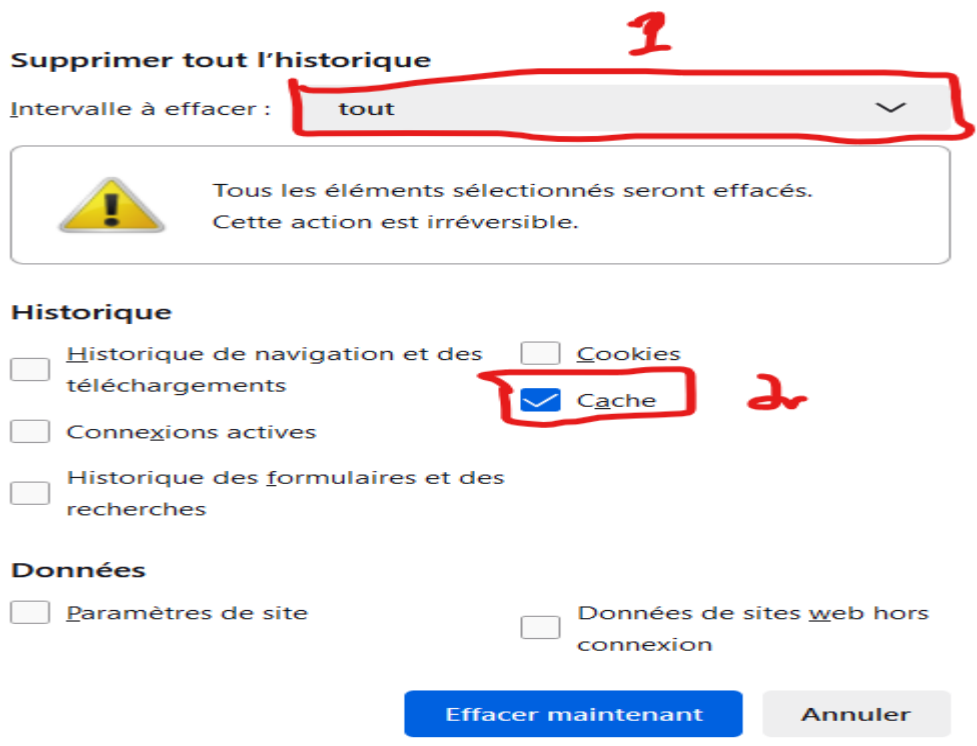 1
Supprimer tout l’historique
Intervalle à effacer : tout
Tous les éléments sélectionnés seront effacés.
Cette action est irréversible.
Historique
Historique de navigation et des
téléchargements
Cookies
Cache
2
Connexions actives
Historique des formulaires et des
recherches
Données
Paramètres de site
Données de sites web hors
connexion
Effacer maintenant
Annuler